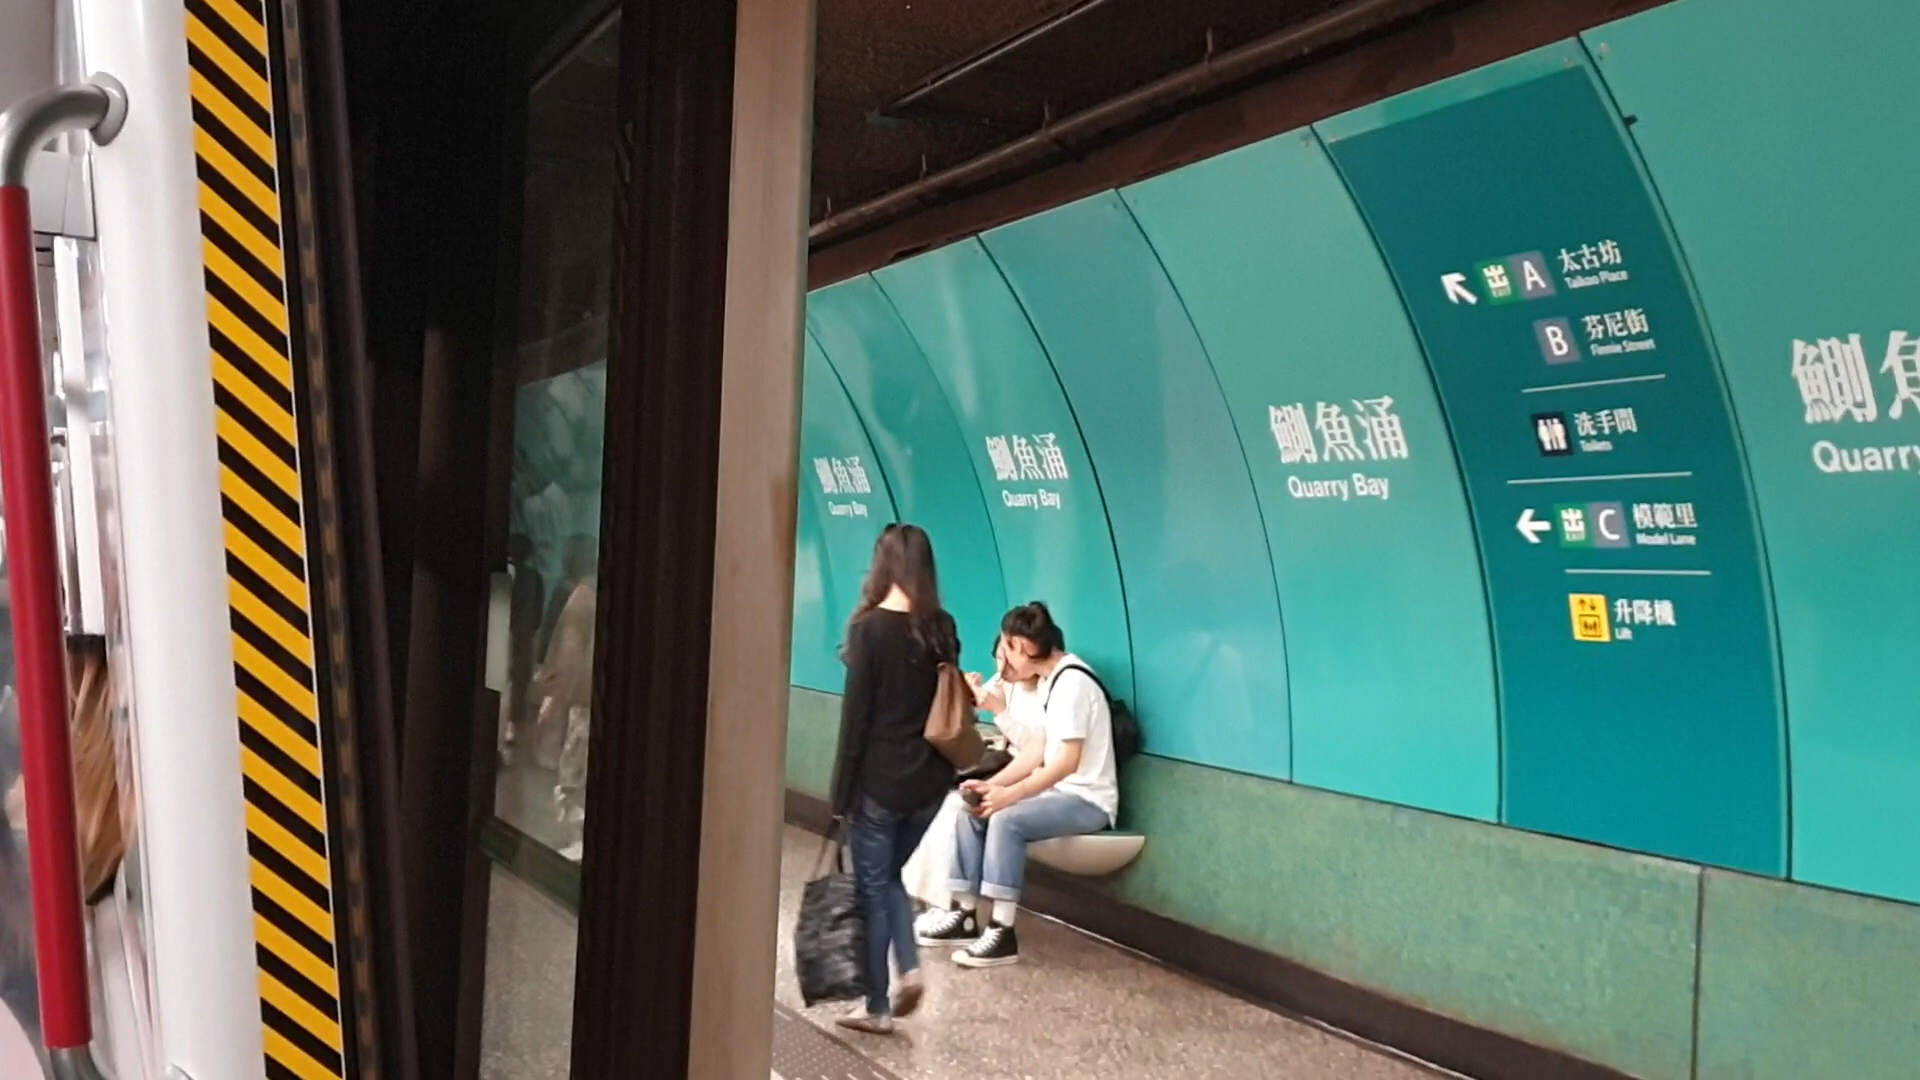 鰂魚涌
Quarry Bay
鰂魚涌
Quarry Bay
鰂魚涌
Quarry Bay
出 EXIT A 太古坊
Taikoo Place
B 芬尼街
Finnie Street
洗手間
Toilets
出 EXIT C 模範里
Model Lane
升降機
Lift
鰂魚
Quarry